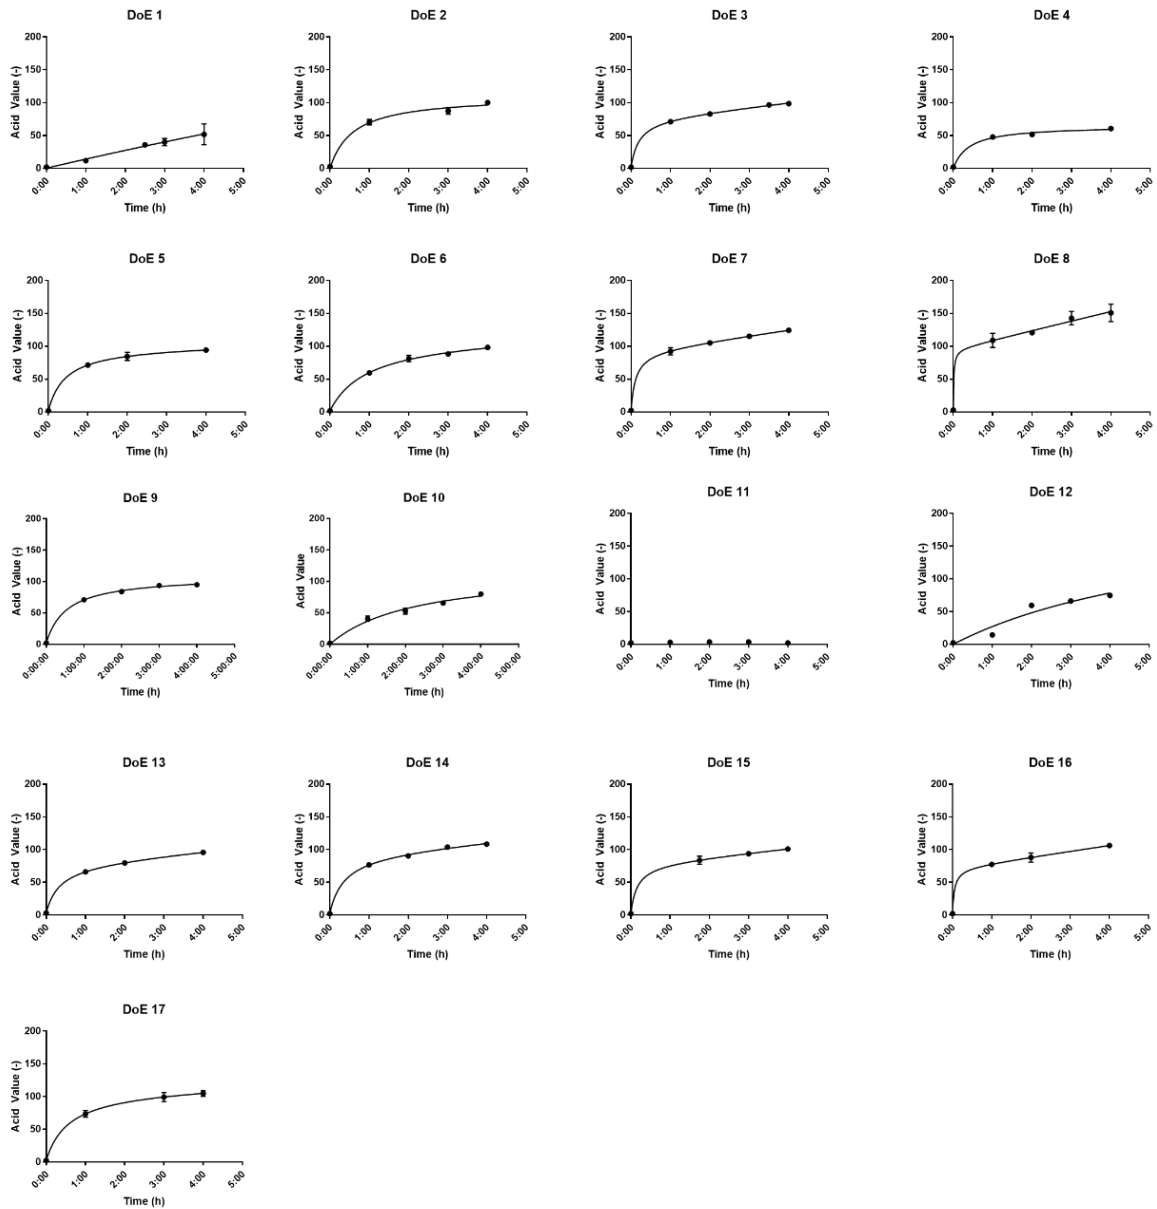 DoE 1
Acid Value (-)
200
150
100
50
0
0:00 1:00 2:00 3:00 4:00 5:00
Time (h)
DoE 2
Acid Value (-)
200
150
100
50
0
0:00 1:00 2:00 3:00 4:00 5:00
Time (h)
DoE 3
Acid Value (-)
200
150
100
50
0
0:00 1:00 2:00 3:00 4:00 5:00
Time (h)
DoE 4
Acid Value (-)
200
150
100
50
0
0:00 1:00 2:00 3:00 4:00 5:00
Time (h)
DoE 5
Acid Value (-)
200
150
100
50
0
0:00 1:00 2:00 3:00 4:00 5:00
Time (h)
DoE 6
Acid Value (-)
200
150
100
50
0
0:00 1:00 2:00 3:00 4:00 5:00
Time (h)
DoE 7
Acid Value (-)
200
150
100
50
0
0:00 1:00 2:00 3:00 4:00 5:00
Time (h)
DoE 8
Acid Value (-)
200
150
100
50
0
0:00 1:00 2:00 3:00 4:00 5:00
Time (h)
DoE 9
Acid Value (-)
200
150
100
50
0
0:00:00 1:00:00 2:00:00 3:00:00 4:00:00 5:00:00
Time (h)
DoE 10
Acid Value
200
150
100
50
0
0:00:00 1:00:00 2:00:00 3:00:00 4:00:00 5:00:00
Time (h)
DoE 11
Acid Value (-)
200
150
100
50
0
0:00 1:00 2:00 3:00 4:00 5:00
Time (h)
DoE 12
Acid Value (-)
200
150
100
50
0
0:00 1:00 2:00 3:00 4:00 5:00
Time (h)
DoE 13
Acid Value (-)
200
150
100
50
0
0:00 1:00 2:00 3:00 4:00 5:00
Time (h)
DoE 14
Acid Value (-)
200
150
100
50
0
0:00 1:00 2:00 3:00 4:00 5:00
Time (h)
DoE 15
Acid Value (-)
200
150
100
50
0
0:00 1:00 2:00 3:00 4:00 5:00
Time (h)
DoE 16
Acid Value (-)
200
150
100
50
0
0:00 1:00 2:00 3:00 4:00 5:00
Time (h)
DoE 17
Acid Value (-)
200
150
100
50
0
0:00 1:00 2:00 3:00 4:00 5:00
Time (h)